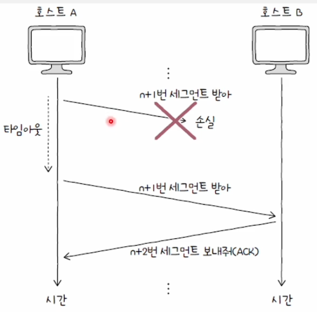 호스트 A
호스트 B
n+1번 세그먼트 받아
손실
타임아웃
n+1번 세그먼트 받아
n+2번 세그먼트 보내줘(ACK)
시간
시간